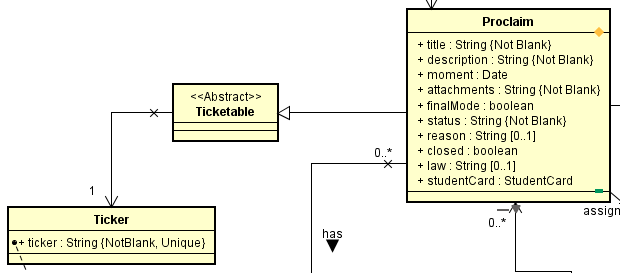 Proclaim
+ title : String {Not Blank}
+ description : String {Not Blank}
+ moment : Date
+ attachments : String {Not Blank}
+ finalMode : boolean
+ status : String {Not Blank}
+ reason : String [0..1]
+ closed : boolean
+ law : String [0..1]
+ studentCard : StudentCard
<<Abstract>>
Ticketable
0..*
1
Ticker
+ ticker : String {NotBlank, Unique}
has
0..*
assign